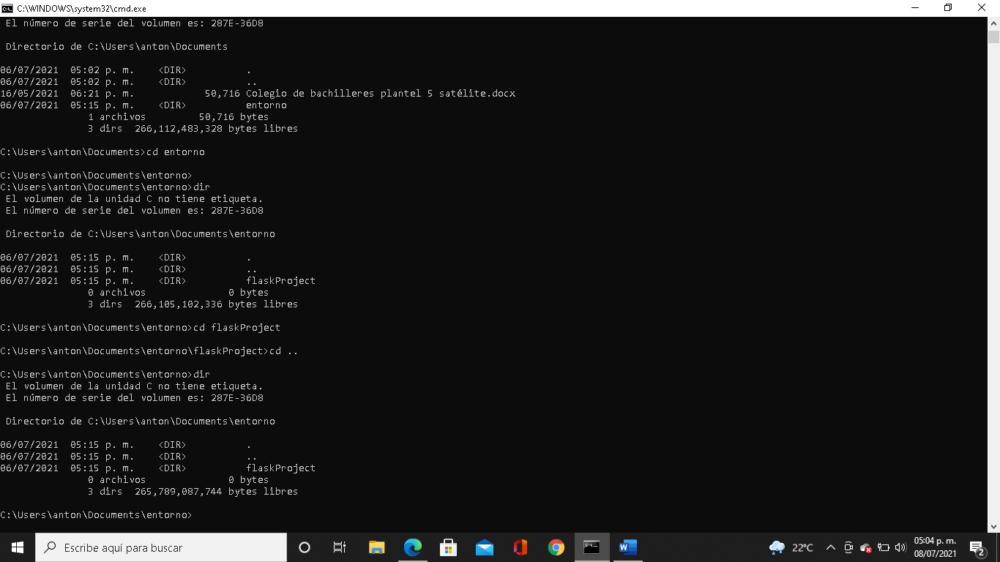 C:\WINDOWS\system32\cmd.exe
El número de serie del volumen es: 287E-36D8
Directorio de C:\Users\anton\Documents
06/07/2021  05:02 p. m.    <DIR>          .
06/07/2021  05:02 p. m.    <DIR>          ..
16/05/2021  06:21 p. m.            50,716 Colegio de bachilleres plantel 5 satélite.docx
06/07/2021  05:15 p. m.    <DIR>          entorno
1 archivos         50,716 bytes
3 dirs  266,112,483,328 bytes libres
C:\Users\anton\Documents>cd entorno
C:\Users\anton\Documents\entorno>
C:\Users\anton\Documents\entorno>dir
El volumen de la unidad C no tiene etiqueta.
El número de serie del volumen es: 287E-36D8
Directorio de C:\Users\anton\Documents\entorno
06/07/2021  05:15 p. m.    <DIR>          .
06/07/2021  05:15 p. m.    <DIR>          ..
06/07/2021  05:15 p. m.    <DIR>          flaskProject
0 archivos              0 bytes
3 dirs  266,105,102,336 bytes libres
C:\Users\anton\Documents\entorno>cd flaskProject
C:\Users\anton\Documents\entorno\flaskProject>cd ..
C:\Users\anton\Documents\entorno>dir
El volumen de la unidad C no tiene etiqueta.
El número de serie del volumen es: 287E-36D8
Directorio de C:\Users\anton\Documents\entorno
06/07/2021  05:15 p. m.    <DIR>          .
06/07/2021  05:15 p. m.    <DIR>          ..
06/07/2021  05:15 p. m.    <DIR>          flaskProject
0 archivos              0 bytes
3 dirs  265,789,087,744 bytes libres
C:\Users\anton\Documents\entorno>
Escribe aquí para buscar
22°C
05:04 p. m.
08/07/2021
2